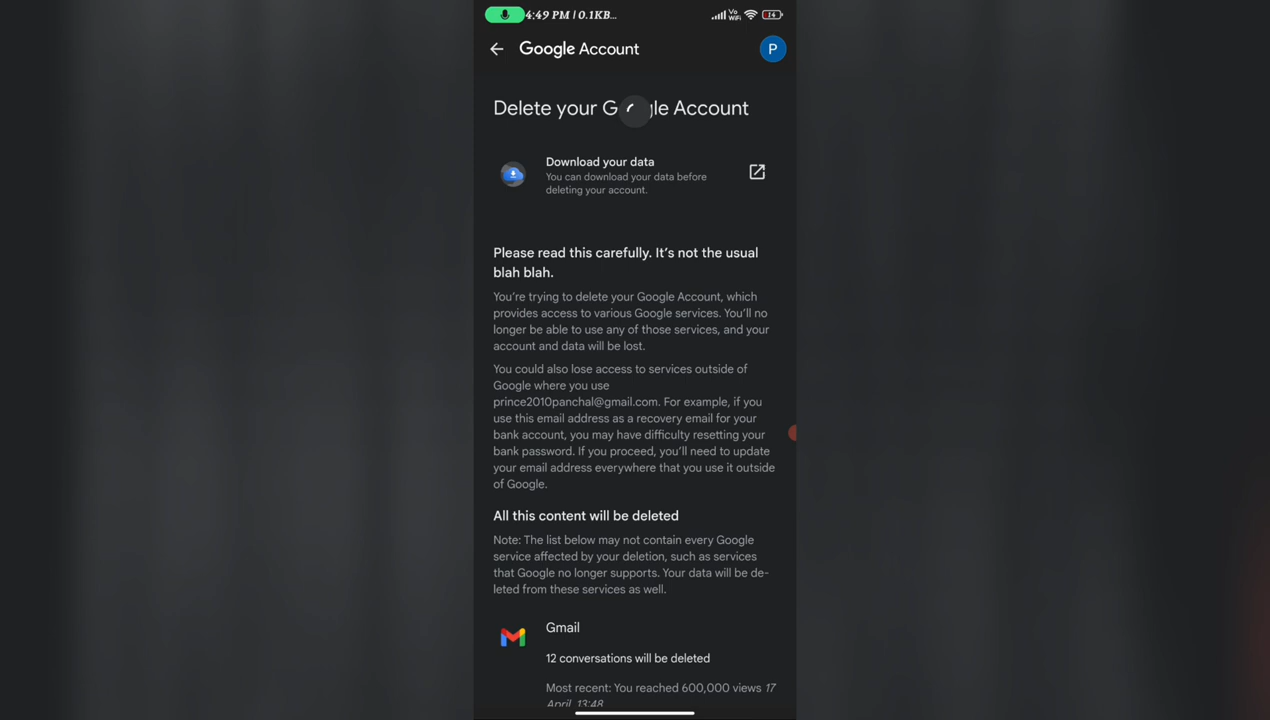 4:49 PM / 0.1KB...
Vo
WiFi
14
Google Account
P
Delete your G gle Account
Download your data
You can download your data before
deleting your account.
Please read this carefully. It's not the usual
blah blah.
You're trying to delete your Google Account, which
provides access to various Google services. You'll no
longer be able to use any of those services, and your
account and data will be lost.
You could also lose access to services outside of
Google where you use
prince2010panchal@gmail.com. For example, if you
use this email address as a recovery email for your
bank account, you may have difficulty resetting your
bank password. If you proceed, you'll need to update
your email address everywhere that you use it outside
of Google.
All this content will be deleted
Note: The list below may not contain every Google
service affected by your deletion, such as services
that Google no longer supports. Your data will be de-
leted from these services as well.
Gmail
12 conversations will be deleted
Most recent: You reached 600,000 views 17
April, 13:48